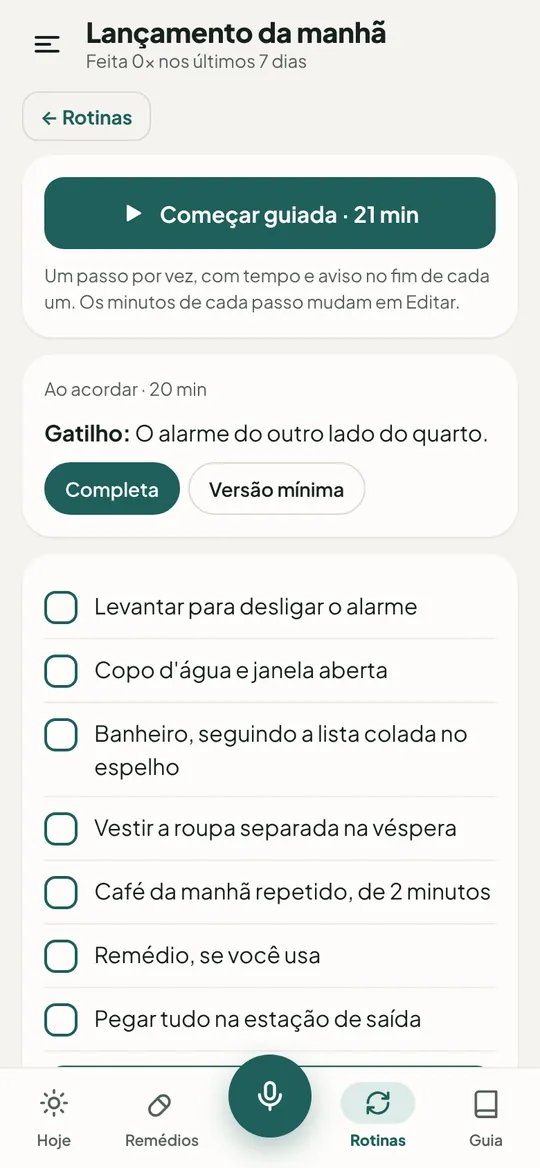 Lançamento da manhã
Feita 0× nos últimos 7 dias
← Rotinas
Começar guiada · 21 min
Um passo por vez, com tempo e aviso no fim de cada
um. Os minutos de cada passo mudam em Editar.
Ao acordar · 20 min
Gatilho: O alarme do outro lado do quarto.
Completa
Versão mínima
Levantar para desligar o alarme
Copo d'água e janela aberta
Banheiro, seguindo a lista colada no
espelho
Vestir a roupa separada na véspera
Café da manhã repetido, de 2 minutos
Remédio, se você usa
Pegar tudo na estação de saída
Hoje
Remédios
Rotinas
Guia